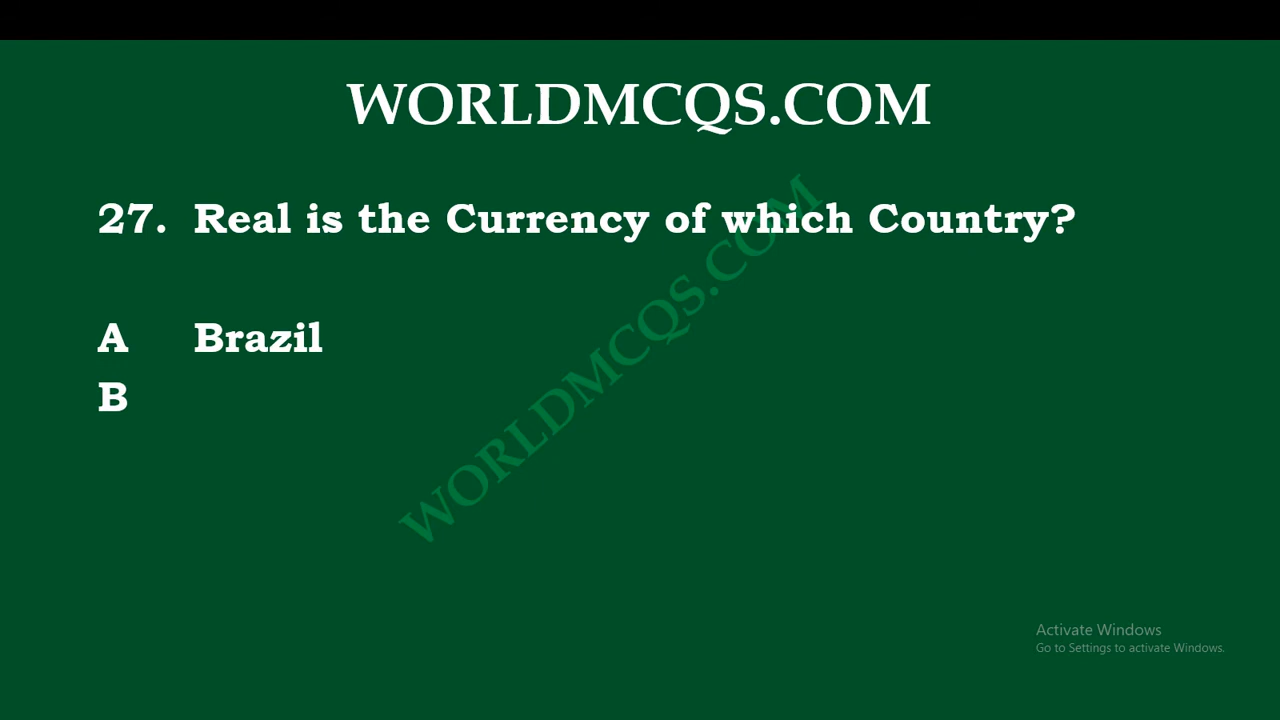 WORLDMCQS.COM
27. Real is the Currency of which Country?
A Brazil
B
WORLDMCQS.COM
Activate Windows
Go to Settings to activate Windows.